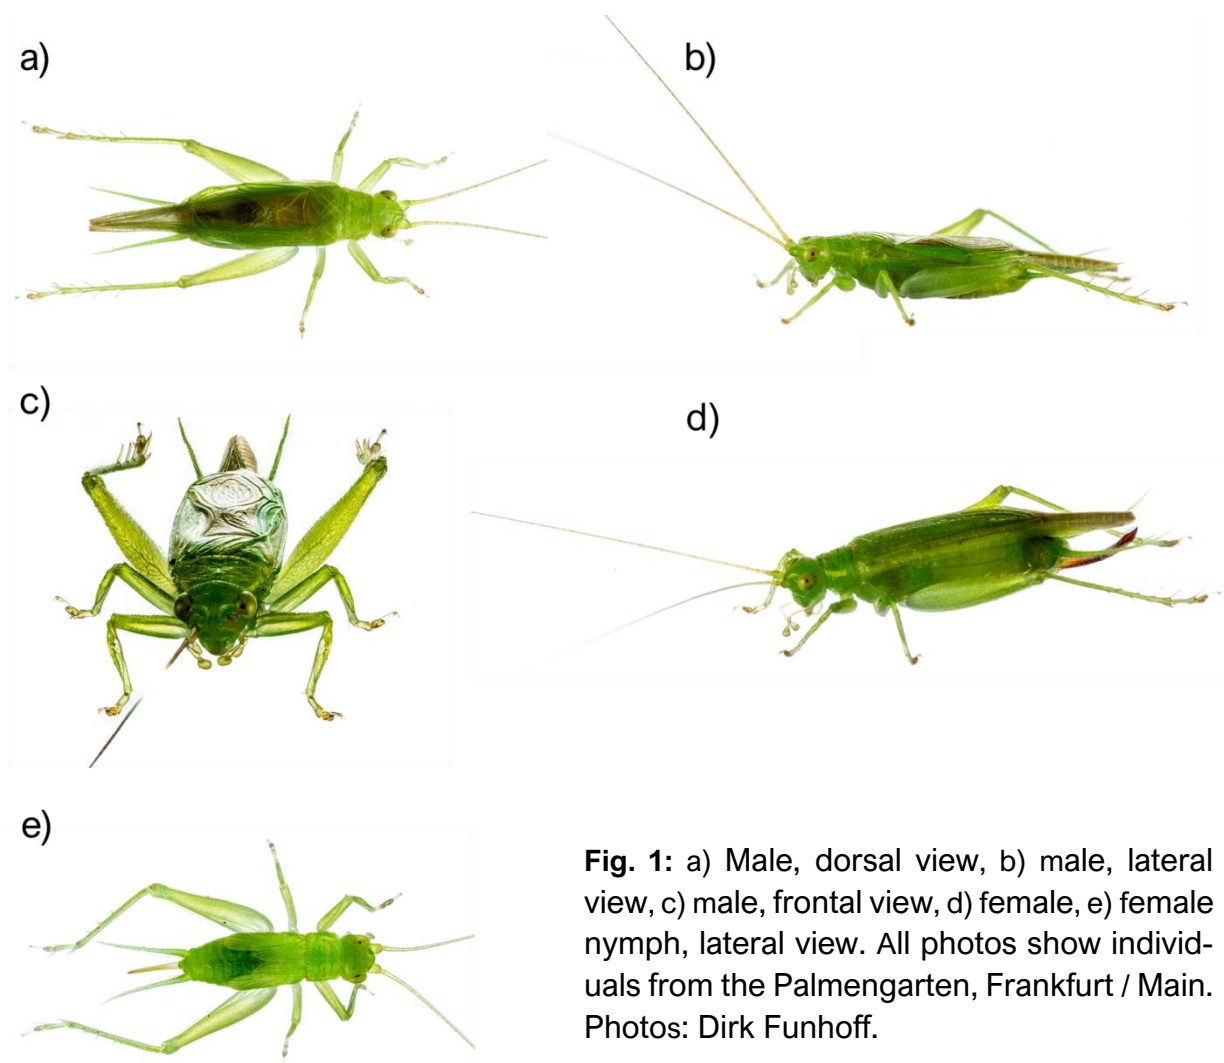 a)
b)
c)
d)
e)
Fig. 1: a) Male, dorsal view, b) male, lateral
view, c) male, frontal view, d) female, e) female
nymph, lateral view. All photos show individ-
uals from the Palmengarten, Frankfurt / Main.
Photos: Dirk Funhoff.